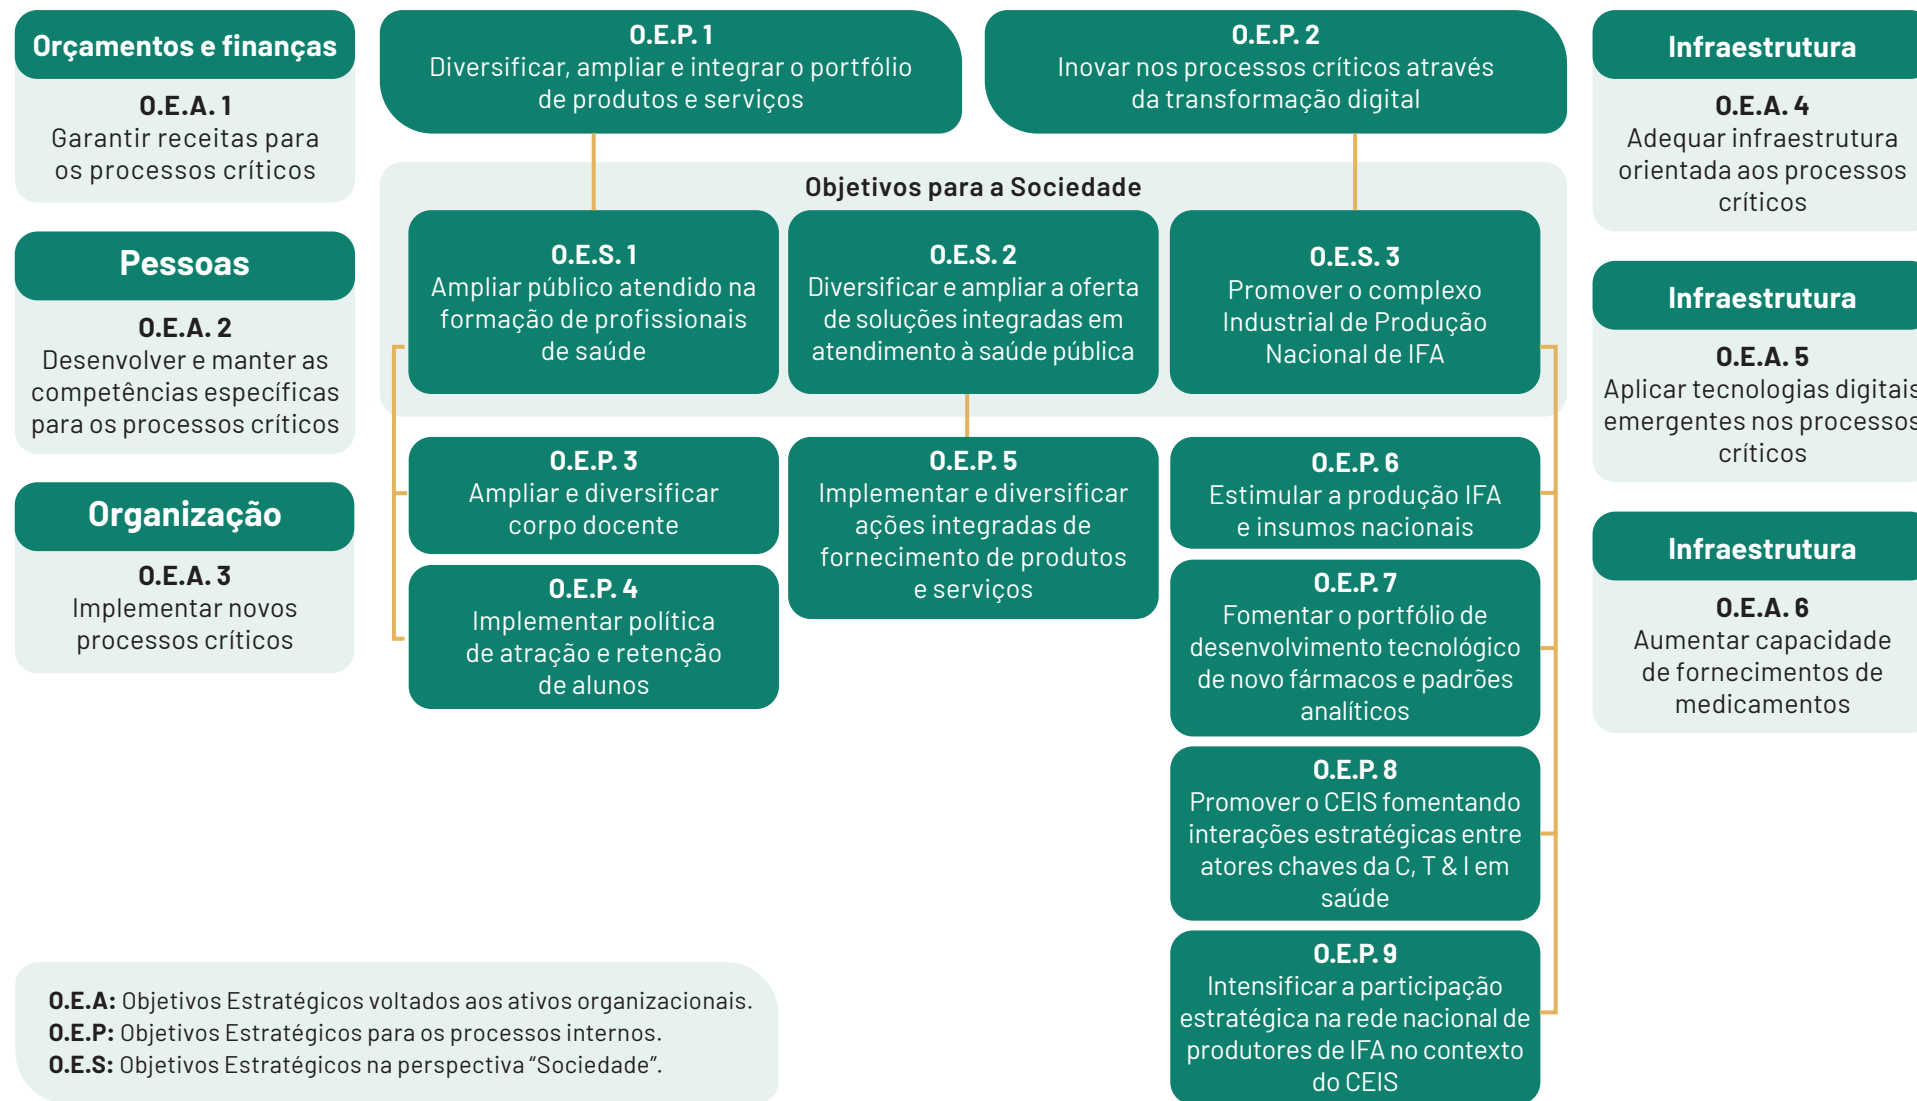 Orçamentos e finanças
O.E.A. 1
Garantir receitas para
os processos críticos
Pessoas
O.E.A. 2
Desenvolver e manter as
competências específicas
para os processos críticos
Organização
O.E.A. 3
Implementar novos
processos críticos
O.E.P. 1
Diversificar, ampliar e integrar o portfólio
de produtos e serviços
O.E.P. 2
Inovar nos processos críticos através
da transformação digital
Objetivos para a Sociedade
O.E.S. 1
Ampliar público atendido na
formação de profissionais
de saúde
O.E.S. 2
Diversificar e ampliar a oferta
de soluções integradas em
atendimento à saúde pública
O.E.S. 3
Promover o complexo
Industrial de Produção
Nacional de IFA
O.E.P. 3
Ampliar e diversificar
corpo docente
O.E.P. 4
Implementar política
de atração e retenção
de alunos
O.E.P. 5
Implementar e diversificar
ações integradas de
fornecimento de produtos
e serviços
O.E.P. 6
Estimular a produção IFA
e insumos nacionais
O.E.P. 7
Fomentar o portfólio de
desenvolvimento tecnológico
de novo fármacos e padrões
analíticos
O.E.P. 8
Promover o CEIS fomentando
interações estratégicas entre
atores chaves da C, T & I em
saúde
O.E.P. 9
Intensificar a participação
estratégica na rede nacional de
produtores de IFA no contexto
do CEIS
Infraestrutura
O.E.A. 4
Adequar infraestrutura
orientada aos processos
críticos
Infraestrutura
O.E.A. 5
Aplicar tecnologias digitais
emergentes nos processos
críticos
Infraestrutura
O.E.A. 6
Aumentar capacidade
de fornecimentos de
medicamentos
O.E.A: Objetivos Estratégicos voltados aos ativos organizacionais.
O.E.P: Objetivos Estratégicos para os processos internos.
O.E.S: Objetivos Estratégicos na perspectiva “Sociedade”.